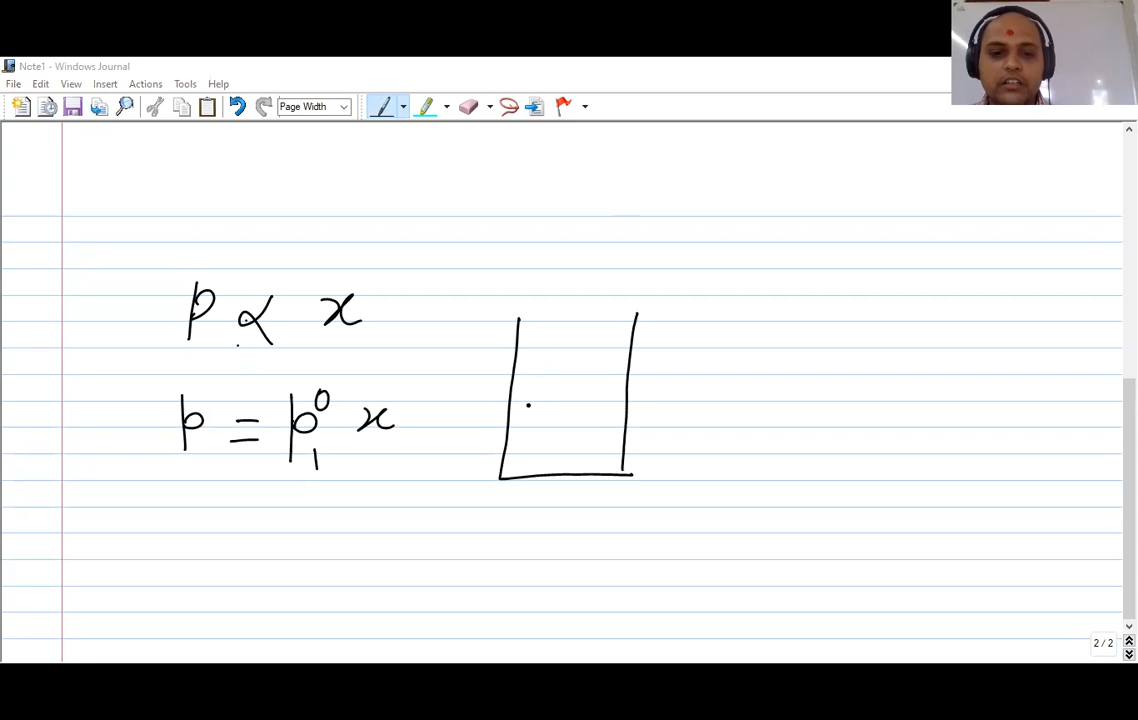 Note1 - Windows Journal
File Edit View Insert Actions Tools Help
Page Width
p ∝ x
p = p₁⁰ x
2 / 2